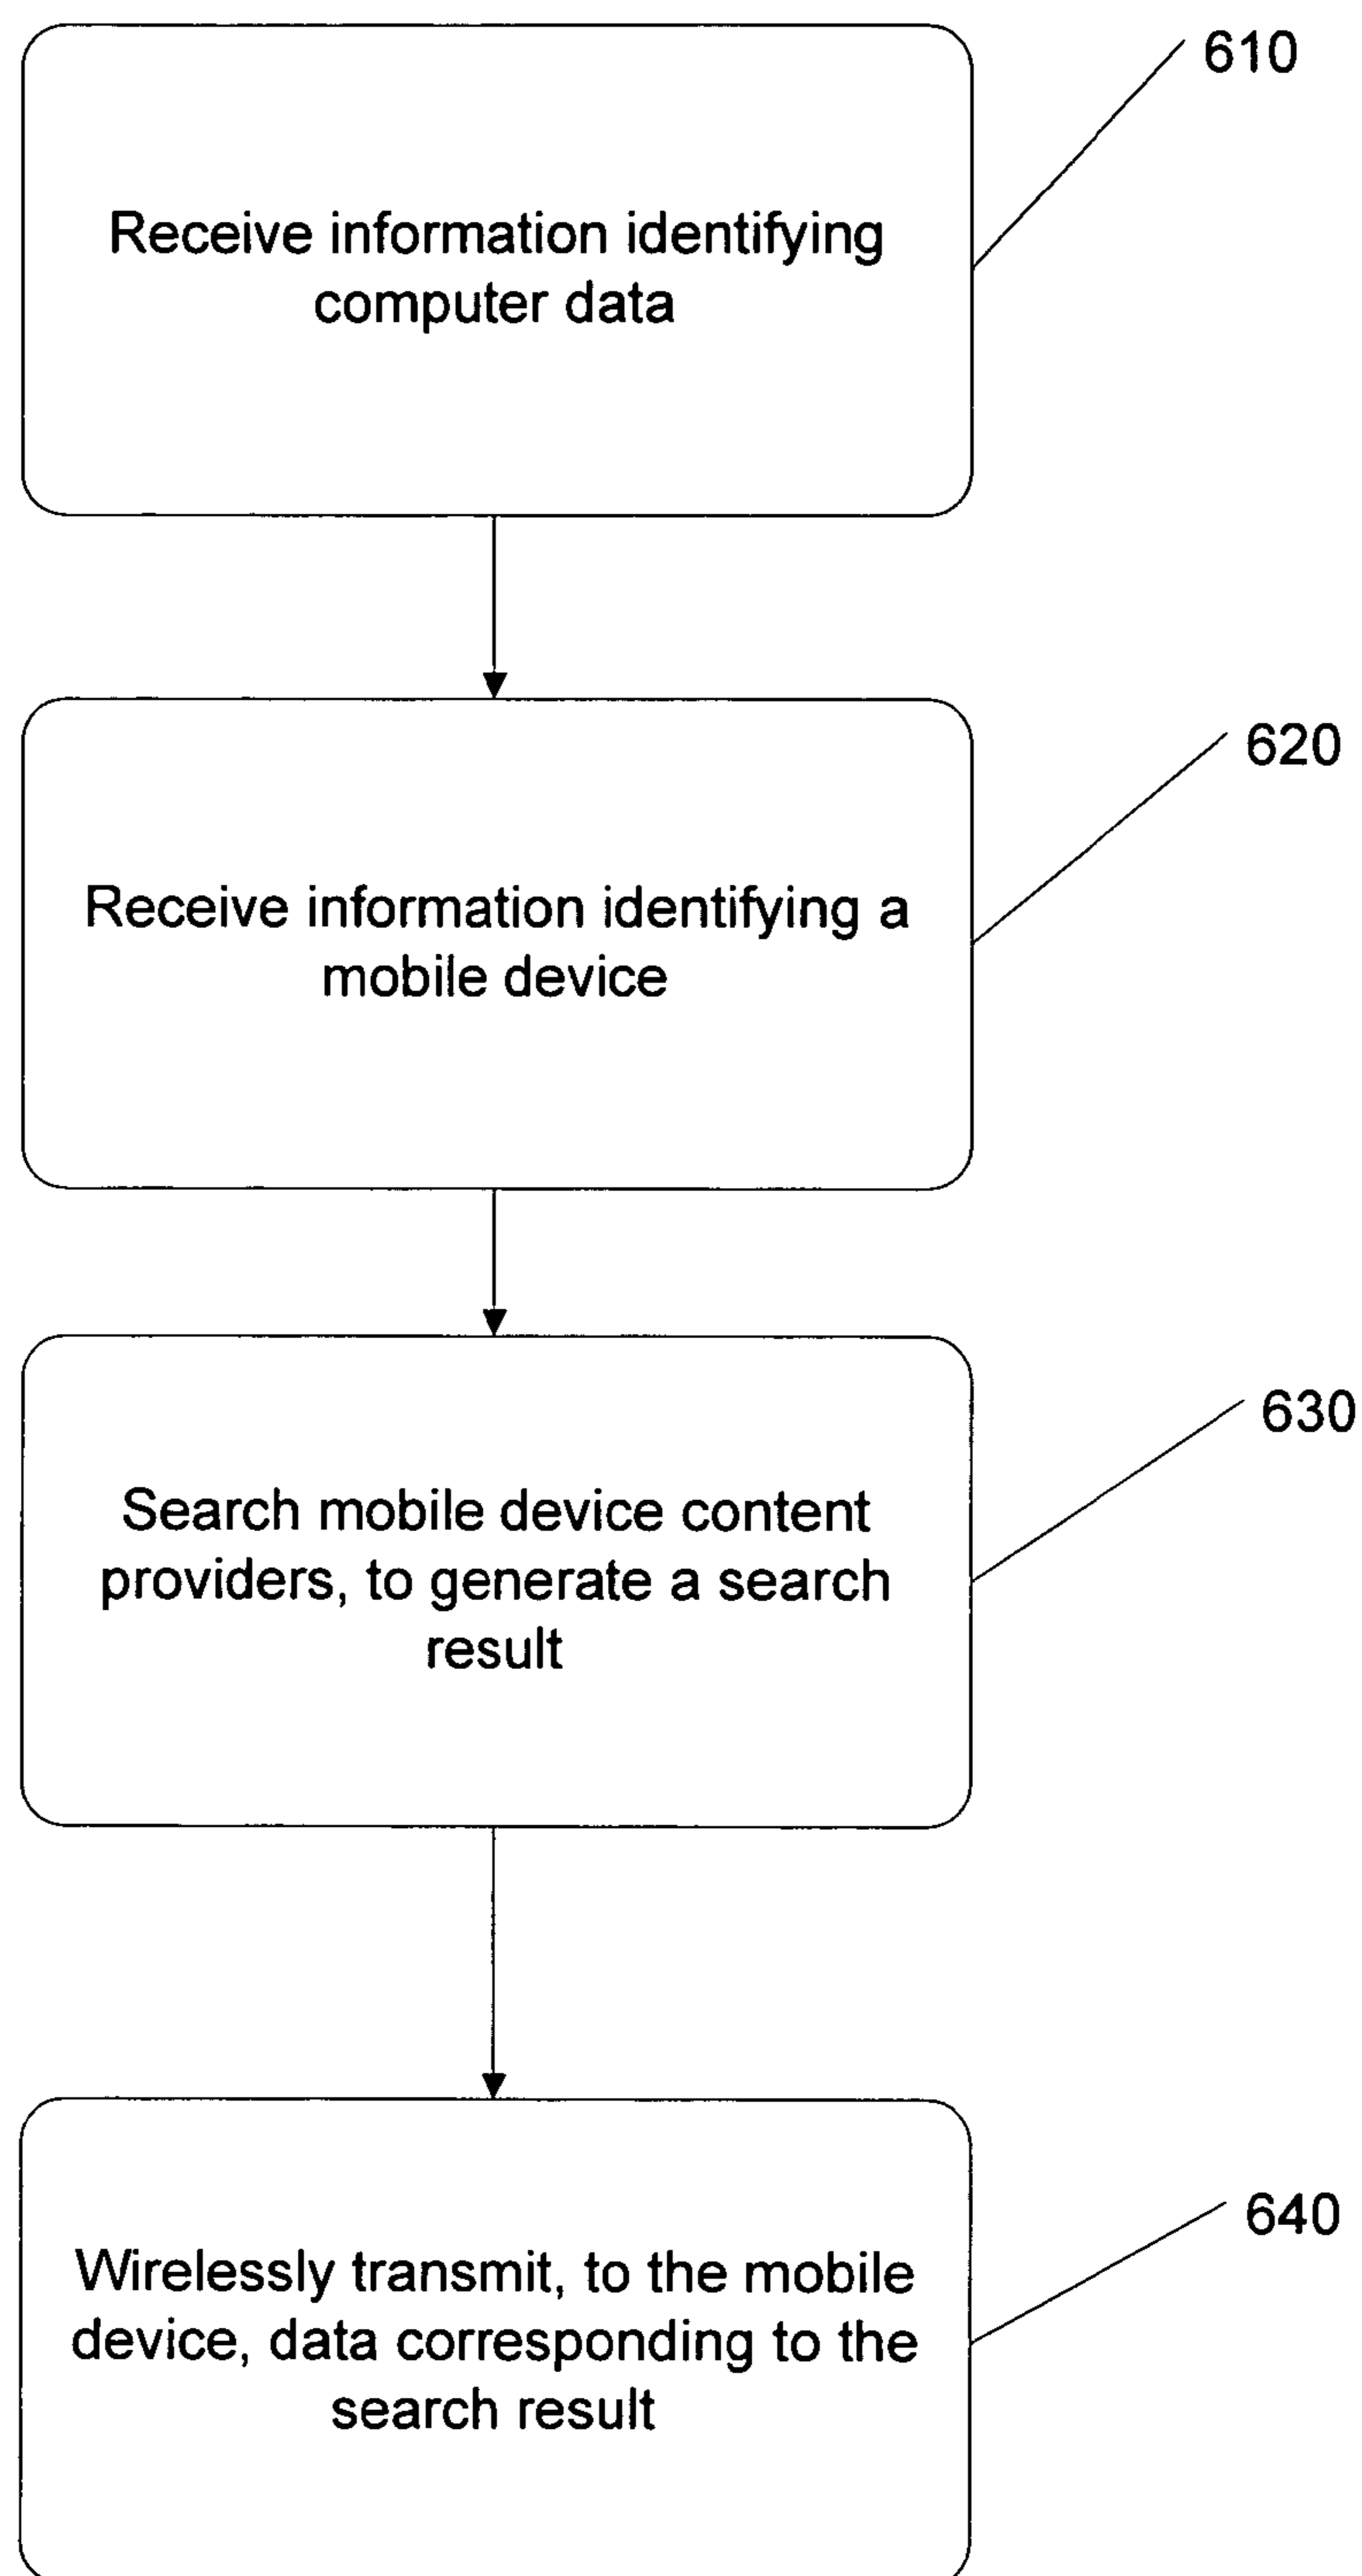 610
Receive information identifying
computer data
620
Receive information identifying a
mobile device
630
Search mobile device content
providers, to generate a search
result
640
Wirelessly transmit, to the mobile
device, data corresponding to the
search result